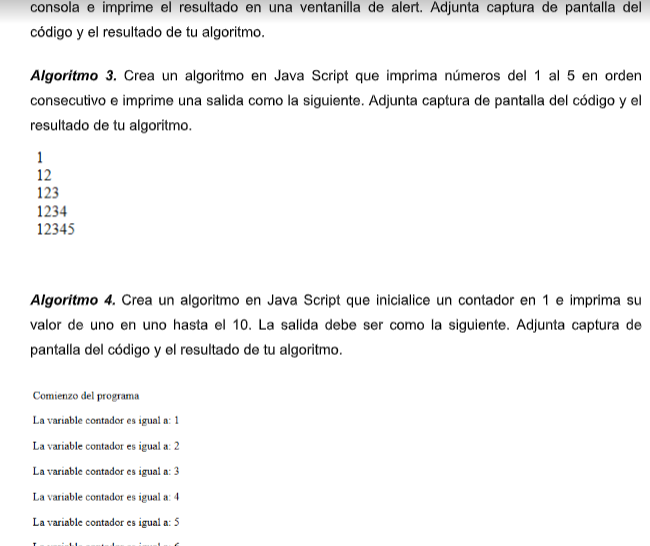 consola e imprime el resultado en una ventanilla de alert. Adjunta captura de pantalla del
código y el resultado de tu algoritmo.
Algoritmo 3. Crea un algoritmo en Java Script que imprima números del 1 al 5 en orden
consecutivo e imprime una salida como la siguiente. Adjunta captura de pantalla del código y el
resultado de tu algoritmo.
1
12
123
1234
12345
Algoritmo 4. Crea un algoritmo en Java Script que inicialice un contador en 1 e imprima su
valor de uno en uno hasta el 10. La salida debe ser como la siguiente. Adjunta captura de
pantalla del código y el resultado de tu algoritmo.
Comienzo del programa
La variable contador es igual a: 1
La variable contador es igual a: 2
La variable contador es igual a: 3
La variable contador es igual a: 4
La variable contador es igual a: 5